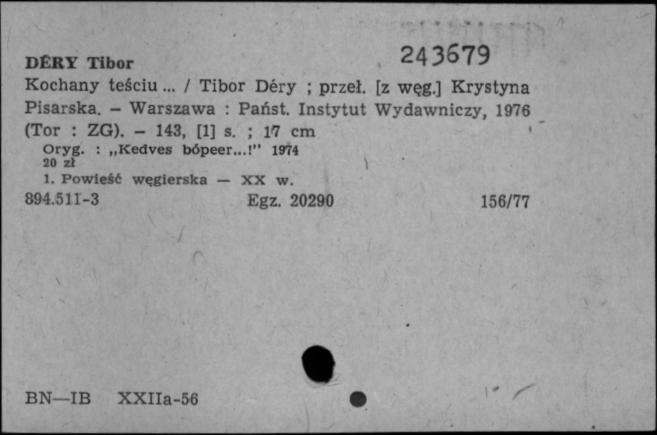 243679
DÉRY Tibor
Kochany teściu ... / Tibor Déry ; przeł. [z węg.] Krystyna
Pisarska. — Warszawa : Państ. Instytut Wydawniczy, 1976
(Tor : ZG). — 143, [1] s. ; 17 cm
Oryg. : „Kedves bópeer...!" 1974
20 zł
1. Powieść węgierska — XX w.
894.511-3 Egz. 20290 156/77
BN—IB XXIIa-56